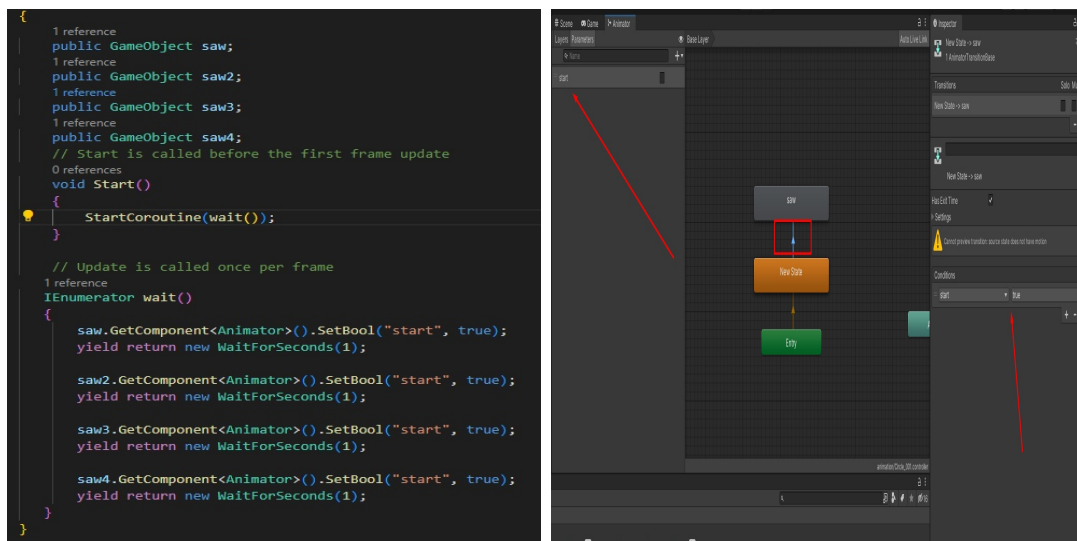 {
1 reference
public GameObject saw;
1 reference
public GameObject saw2;
1 reference
public GameObject saw3;
1 reference
public GameObject saw4;
// Start is called before the first frame update
0 references
void Start()
{
StartCoroutine(wait());
}
// Update is called once per frame
1 reference
IEnumerator wait()
{
saw.GetComponent<Animator>().SetBool("start", true);
yield return new WaitForSeconds(1);
saw2.GetComponent<Animator>().SetBool("start", true);
yield return new WaitForSeconds(1);
saw3.GetComponent<Animator>().SetBool("start", true);
yield return new WaitForSeconds(1);
saw4.GetComponent<Animator>().SetBool("start", true);
yield return new WaitForSeconds(1);
}
}
Scene Game Animator
Layers Parameters Base Layer Auto Live Link
Name
start
saw
New State
Entry
A
animation/Circle_001.controller
Inspector
New State -> saw
1 AnimatorTransitionBase
Transitions Solo
New State -> saw
New State -> saw
Has Exit Time
Settings
Cannot preview transition: source state does not have motion
Conditions
start true